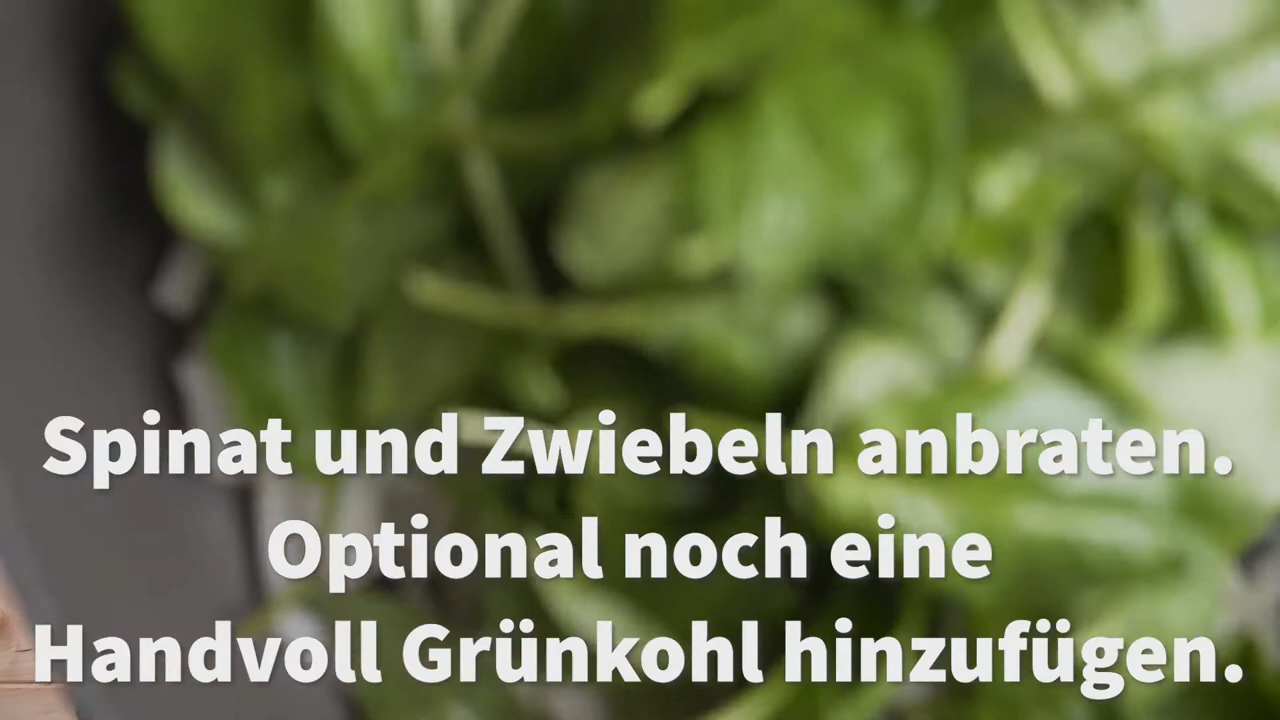 Spinat und Zwiebeln anbraten.
Optional noch eine
Handvoll Grünkohl hinzufügen.